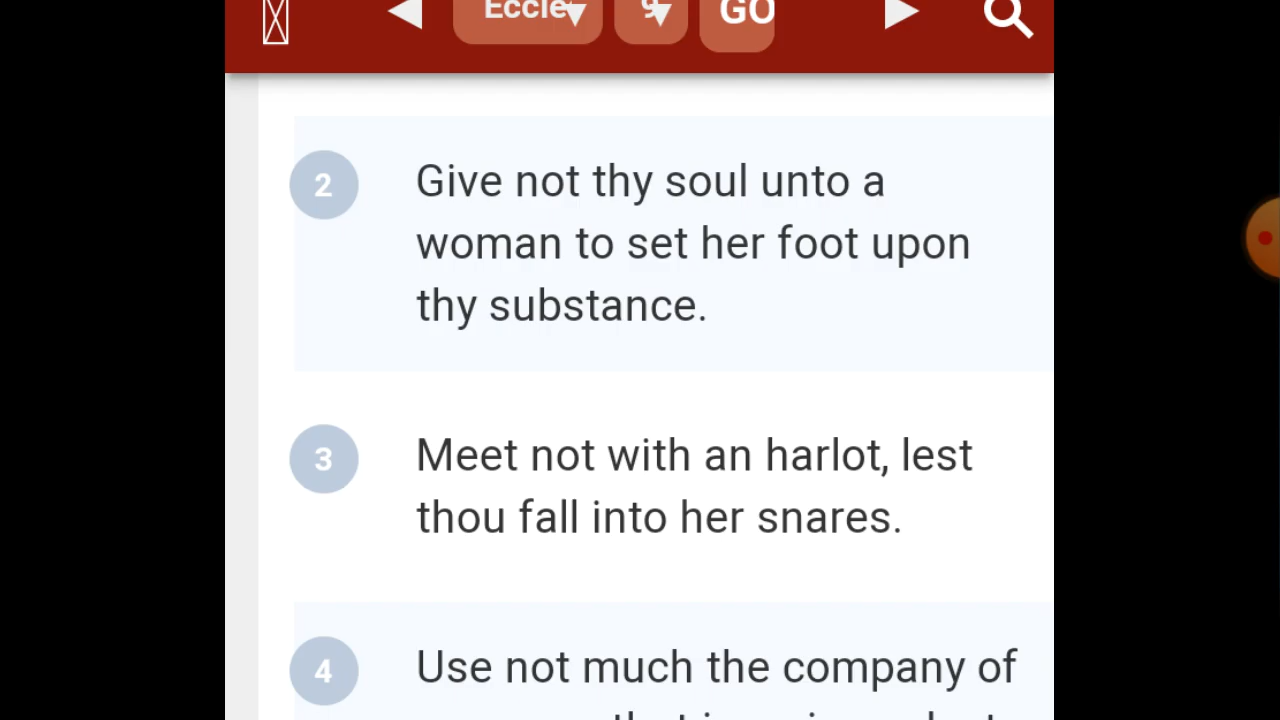 Eccle 9 GO
2 Give not thy soul unto a
woman to set her foot upon
thy substance.
3 Meet not with an harlot, lest
thou fall into her snares.
4 Use not much the company of